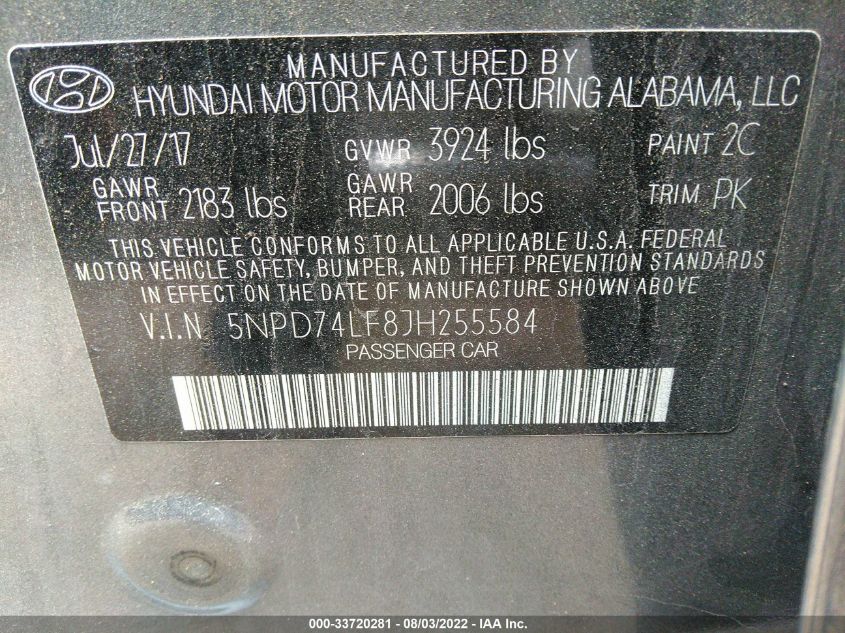 MANUFACTURED BY
HYUNDAI MOTOR MANUFACTURING ALABAMA, LLC
Jul/27/17 GVWR 3924 lbs PAINT 2C
GAWR FRONT 2183 lbs GAWR REAR 2006 lbs TRIM PK
THIS VEHICLE CONFORMS TO ALL APPLICABLE U.S.A. FEDERAL
MOTOR VEHICLE SAFETY, BUMPER, AND THEFT PREVENTION STANDARDS
IN EFFECT ON THE DATE OF MANUFACTURE SHOWN ABOVE
V.I.N 5NPD74LF8JH255584
PASSENGER CAR
000-33720281 - 08/03/2022 - IAA Inc.